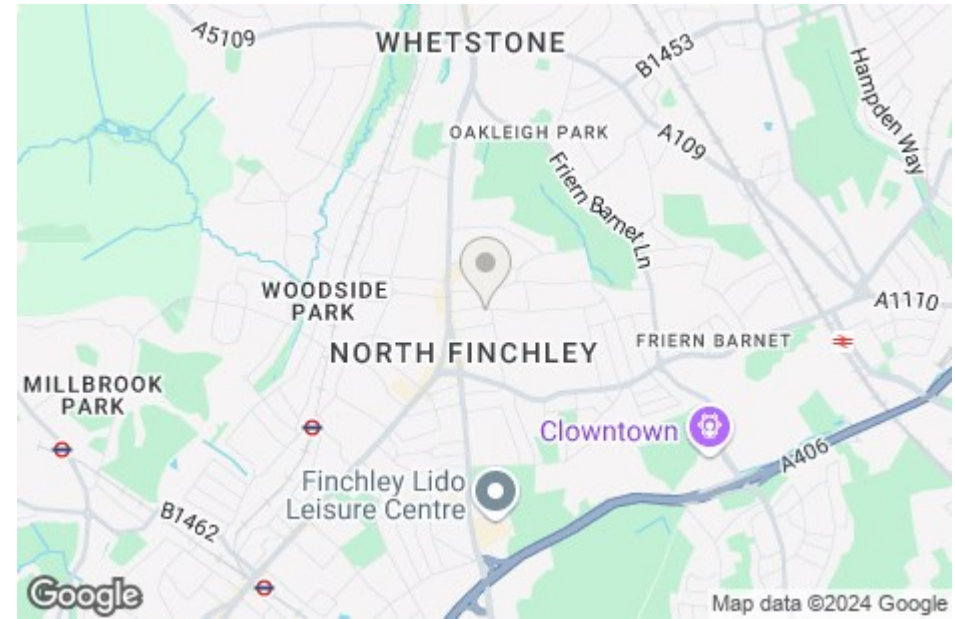 A5109
WHETSTONE
B1453
Hampden Way
OAKLEIGH PARK
A109
Friern Barnet Ln
WOODSIDE
PARK
A1110
NORTH FINCHLEY
FRIERN BARNET
MILLBROOK
PARK
Clowntown
A406
Finchley Lido
Leisure Centre
B1462
Google
Map data ©2024 Google